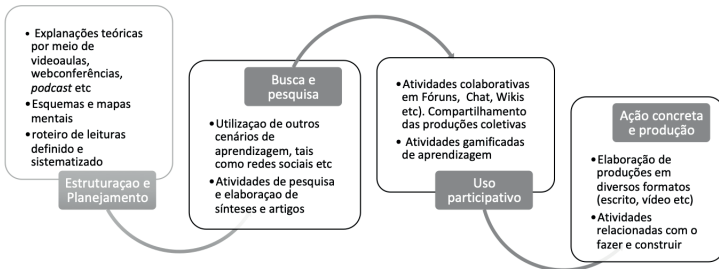 • Explanações teóricas
por meio de
videoaulas,
webconferências,
podcast etc
• Esquemas e mapas
mentais
• roteiro de leituras
definido e
sistematizado
Estruturaçao e
Planejamento
Busca e
pesquisa
• Utilizaçao de outros
cenários de
aprendizagem, tais
como redes sociais etc
• Atividades de pesquisa
e elaboraçao de
sínteses e artigos
• Atividades colaborativas
em Fóruns, Chat, Wikis
etc). Compartilhamento
das produções coletivas
• Atividades gamificadas
de aprendizagem
Uso
participativo
Ação concreta
e produção
• Elaboração de
produções em
diversos formatos
(escrito, vídeo etc)
• Atividades
relacionadas com o
fazer e construir